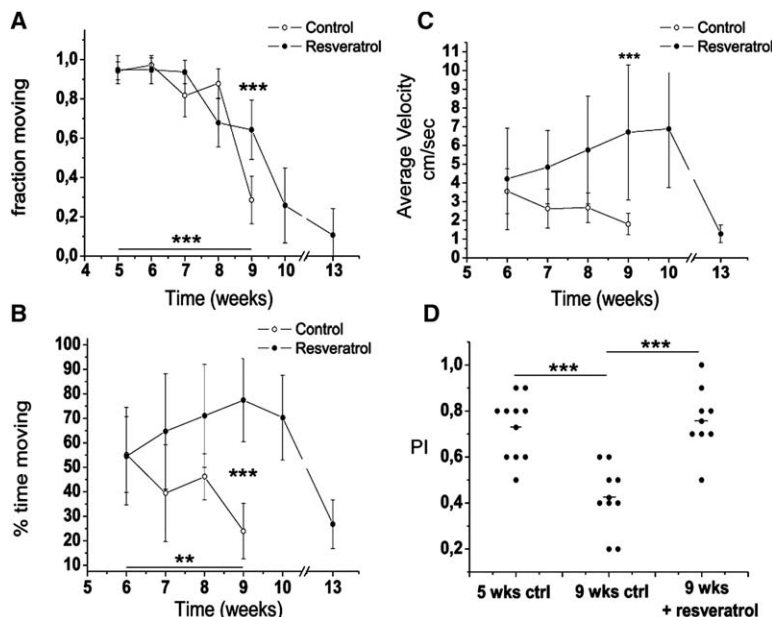 A
Control
Resveratrol
fraction moving
1,0
0,8
0,6
0,4
0,2
0,0
***
***
4 5 6 7 8 9 10 13
Time (weeks)
B
Control
Resveratrol
% time moving
100
90
80
70
60
50
40
30
20
10
***
**
5 6 7 8 9 10 13
Time (weeks)
C
Control
Resveratrol
Average Velocity
cm/sec
11
10
9
8
7
6
5
4
3
2
1
0
***
5 6 7 8 9 10 13
Time (weeks)
D
PI
1,0
0,8
0,6
0,4
0,2
***
***
5 wks ctrl 9 wks ctrl 9 wks
+ resveratrol